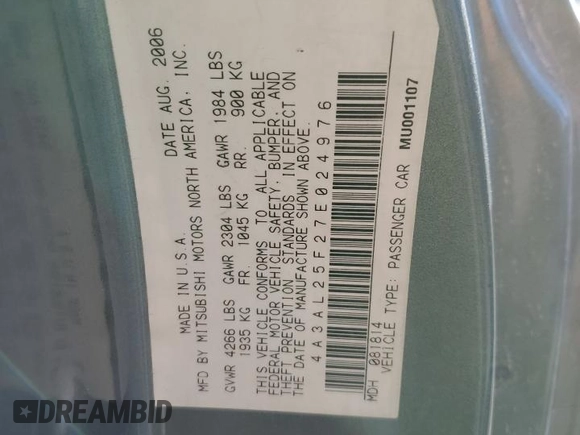 MADE IN U.S.A. DATE AUG. 2006
MFD BY MITSUBISHI MOTORS NORTH AMERICA, INC.
GVWR 4266 LBS GAWR 2304 LBS GAWR 1984 LBS
1935 KG FR. 1045 KG RR. 900 KG
THIS VEHICLE CONFORMS TO ALL APPLICABLE
FEDERAL MOTOR VEHICLE SAFETY, BUMPER, AND
THEFT PREVENTION STANDARDS IN EFFECT ON
THE DATE OF MANUFACTURE SHOWN ABOVE.
4A3AL25F27E024976
MDH 081814
VEHICLE TYPE: PASSENGER CAR MU001107
DREAMBID